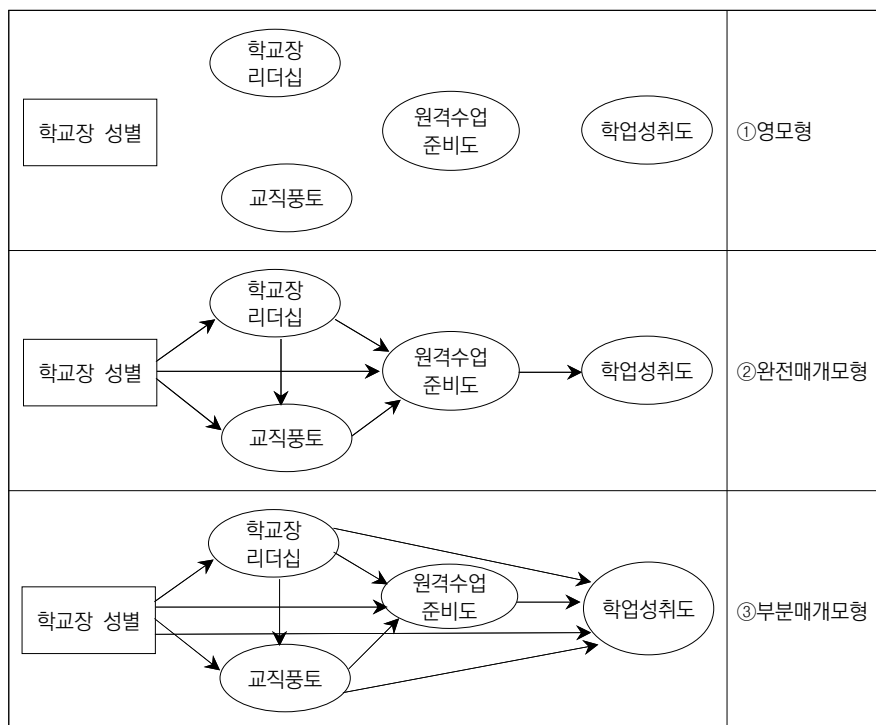 학교장
리더십
학교장 성별
원격수업
준비도
학업성취도
교직풍토
①영모형
학교장
리더십
학교장 성별
원격수업
준비도
학업성취도
교직풍토
②완전매개모형
학교장
리더십
학교장 성별
원격수업
준비도
학업성취도
교직풍토
③부분매개모형